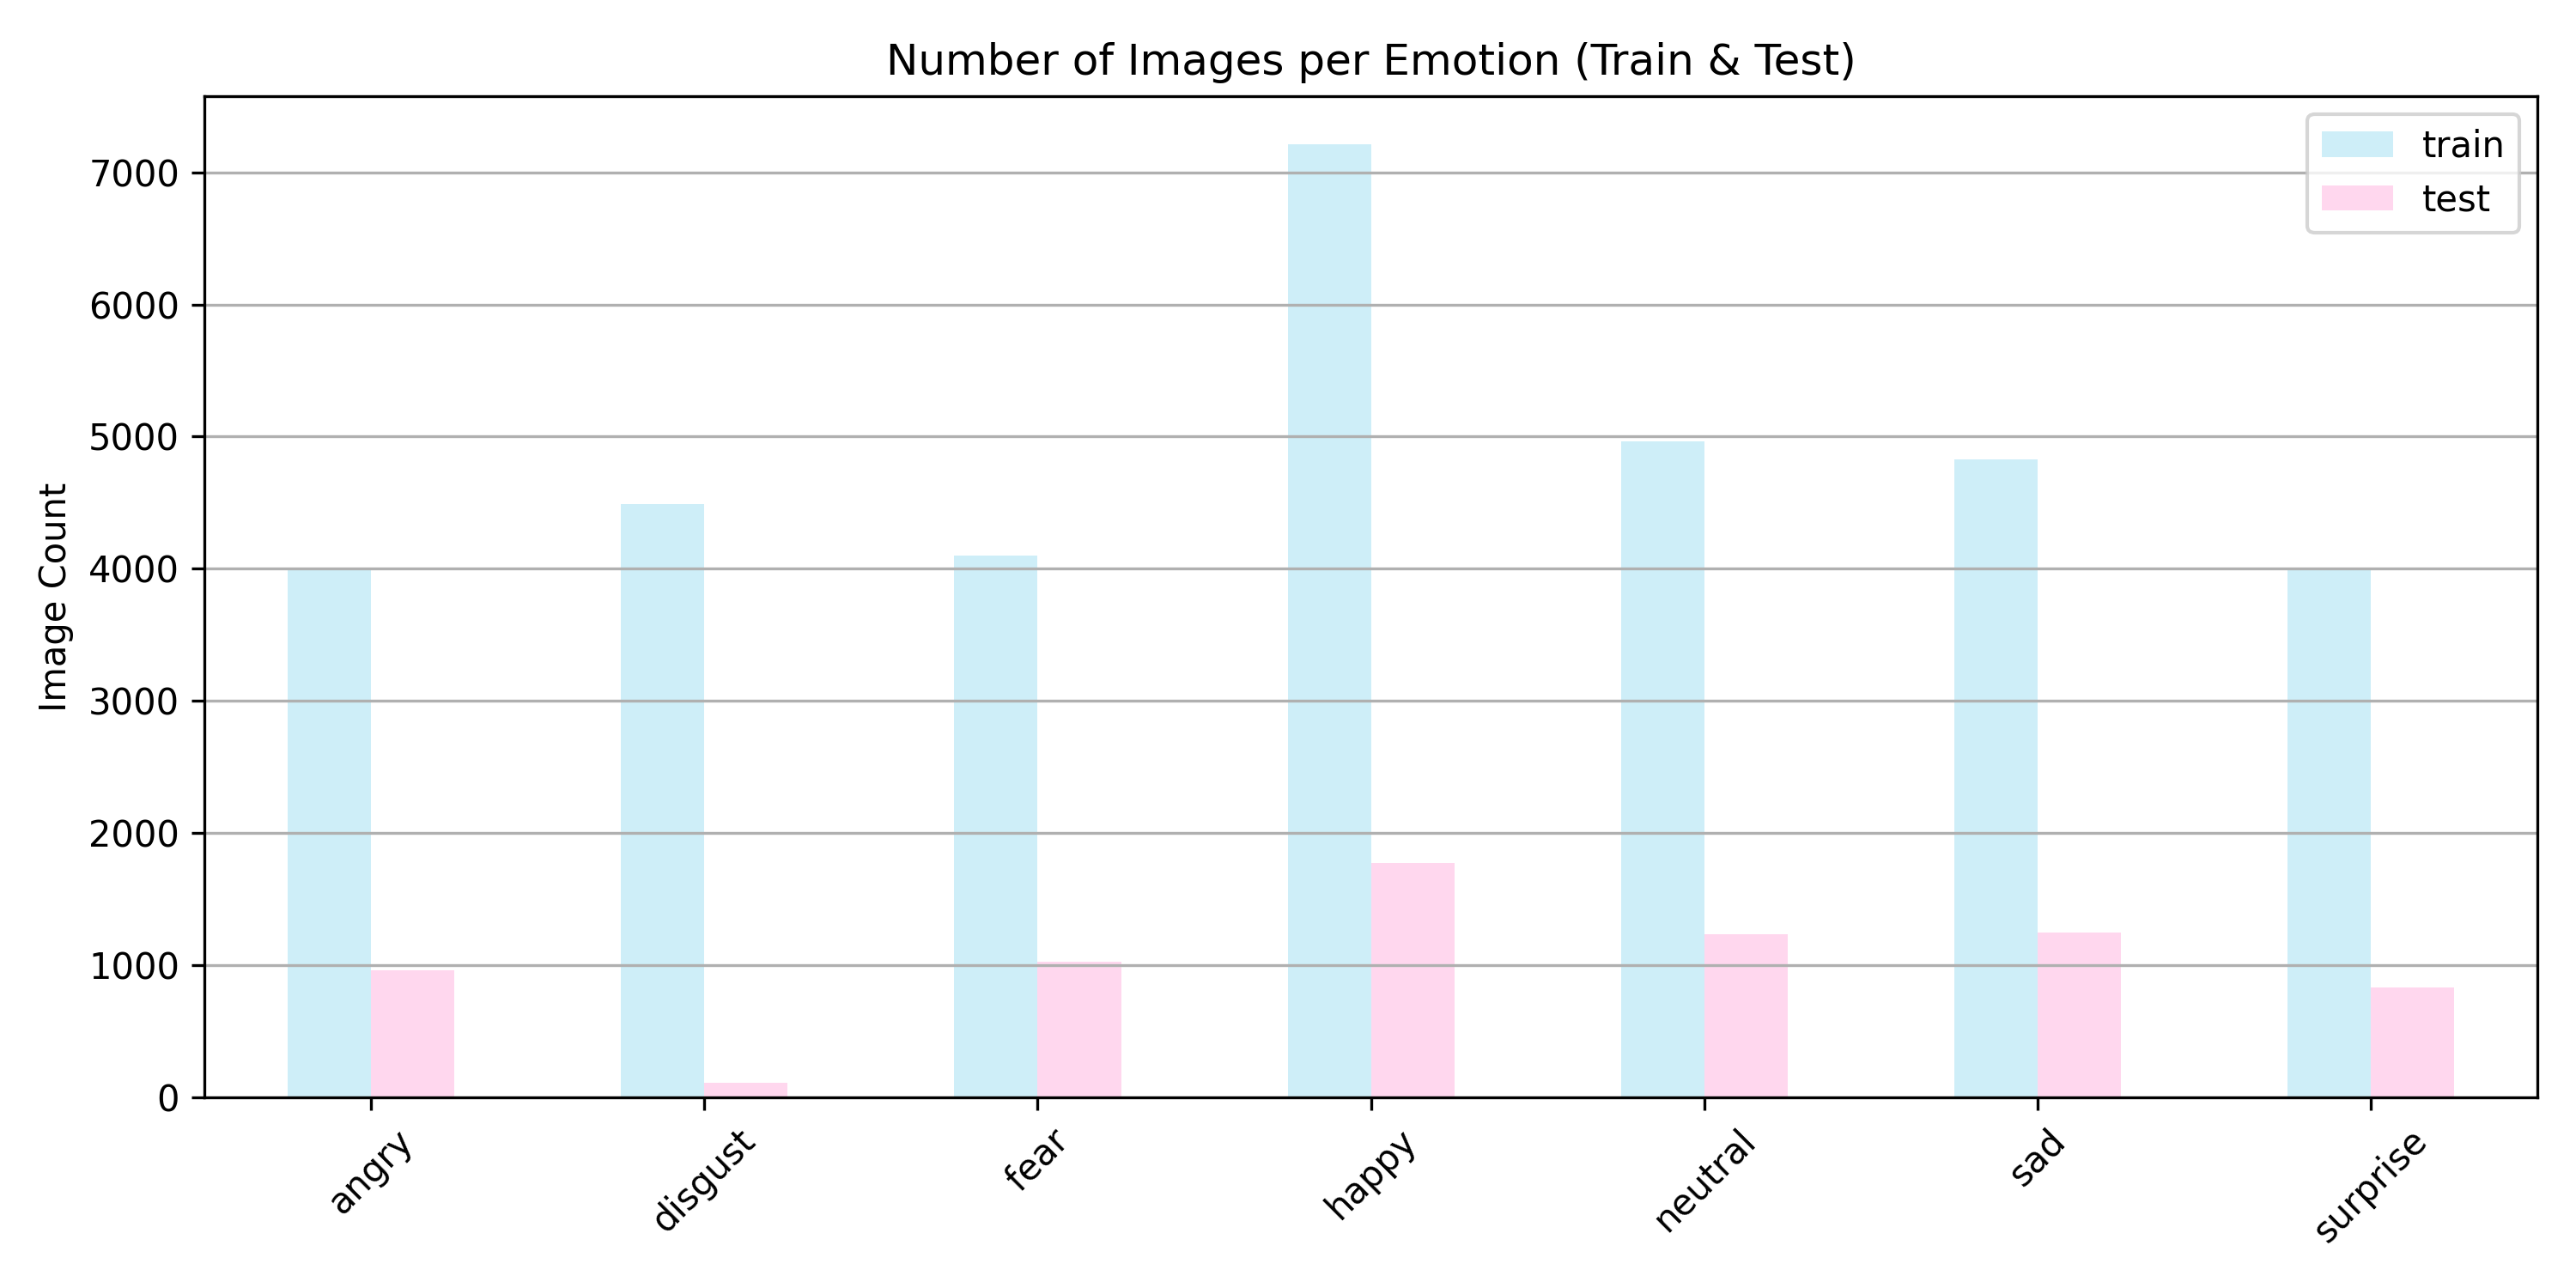 Number of Images per Emotion (Train & Test)
train
test
7000
6000
5000
4000
3000
2000
1000
0
Image Count
angry
disgust
fear
happy
neutral
sad
surprise